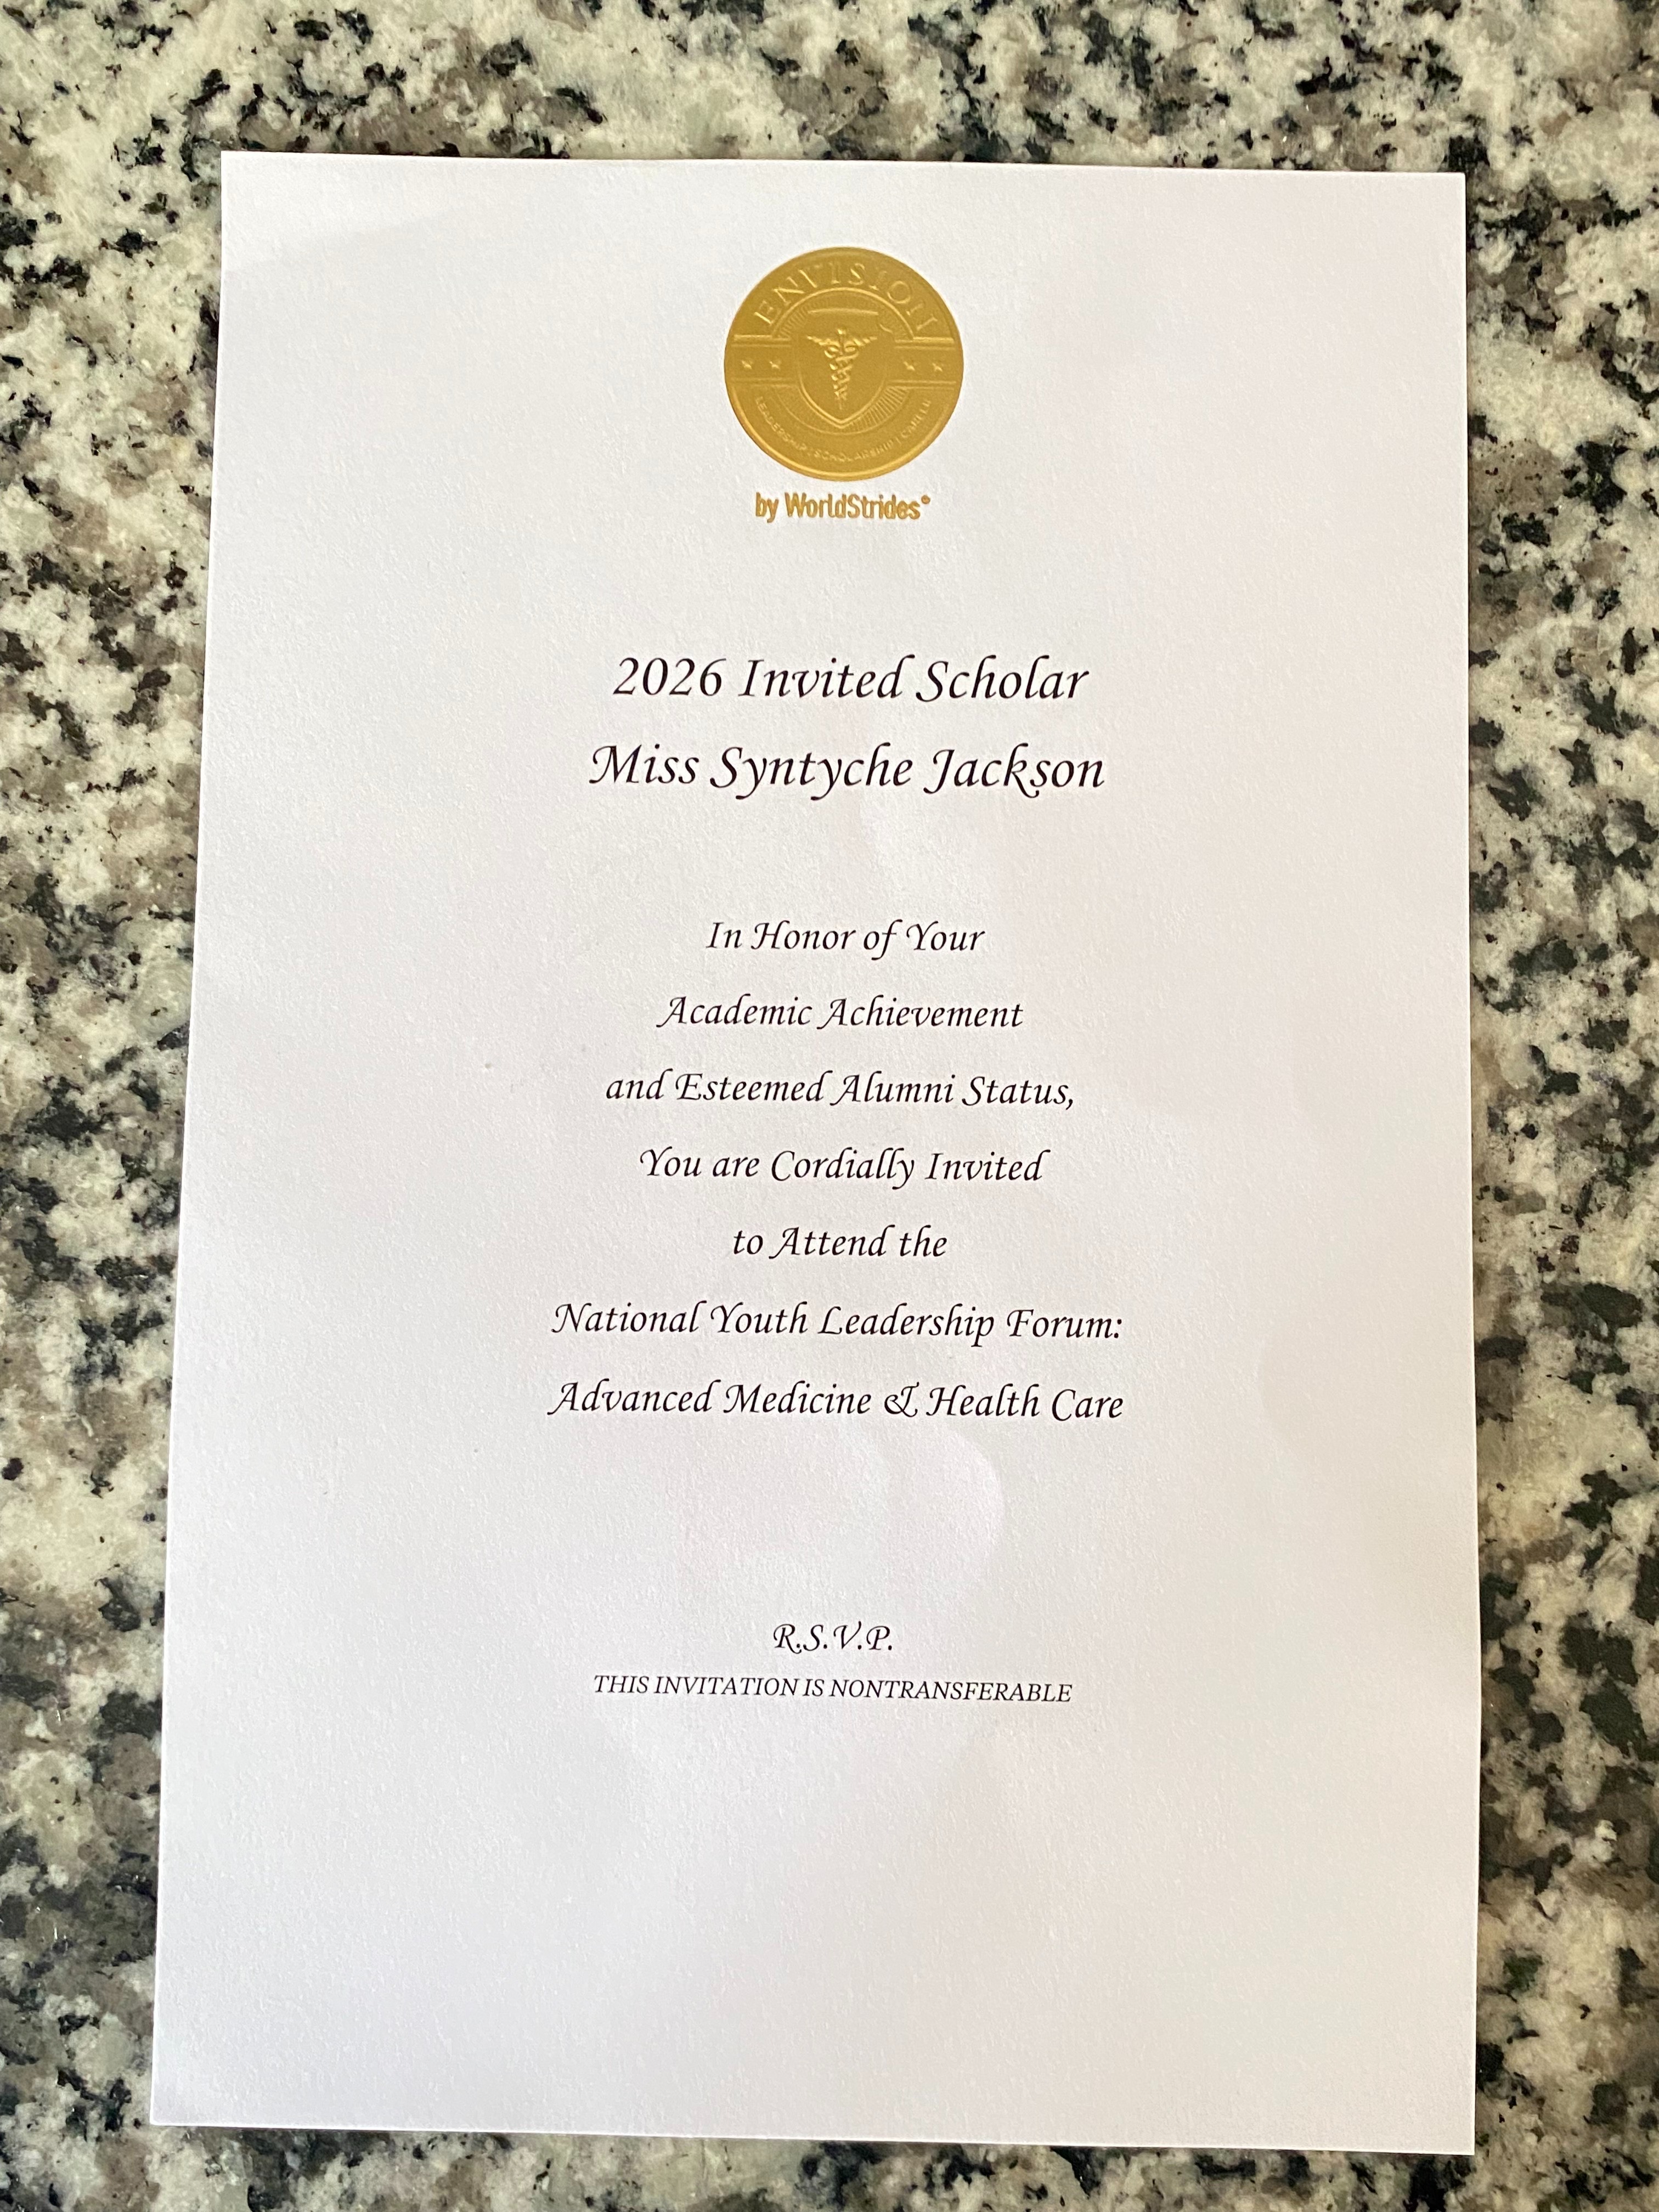 ENVISION
LEADERSHIP | SCHOLARSHIP | CAREER
by WorldStrides®
2026 Invited Scholar
Miss Syntyche Jackson
In Honor of Your
Academic Achievement
and Esteemed Alumni Status,
You are Cordially Invited
to Attend the
National Youth Leadership Forum:
Advanced Medicine & Health Care
R.S.V.P.
THIS INVITATION IS NONTRANSFERABLE